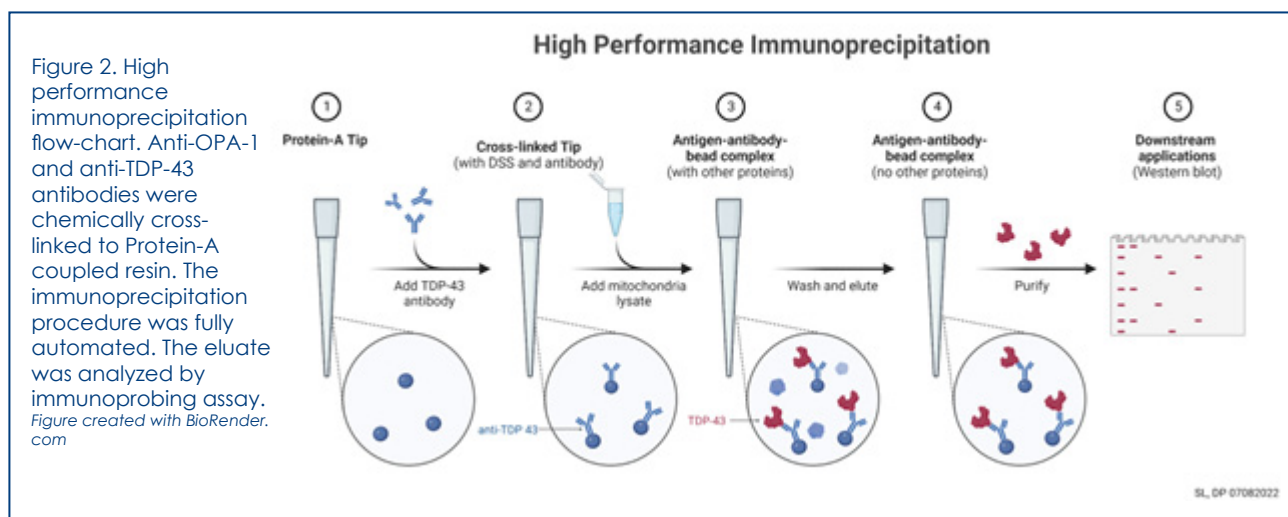 High Performance Immunoprecipitation
Figure 2. High
performance
immunoprecipitation
flow-chart. Anti-OPA-1
and anti-TDP-43
antibodies were
chemically cross-
linked to Protein-A
coupled resin. The
immunoprecipitation
procedure was fully
automated. The eluate
was analyzed by
immunoprobing assay.
Figure created with BioRender.
com
1
Protein-A Tip
2
Cross-linked Tip
(with DSS and antibody)
3
Antigen-antibody-
bead complex
(with other proteins)
4
Antigen-antibody-
bead complex
(no other proteins)
5
Downstream
applications
(Western blot)
Add TDP-43
antibody
Add mitochondria
lysate
Wash and elute
Purify
anti-TDP 43
TDP-43
SL, DP 07082022